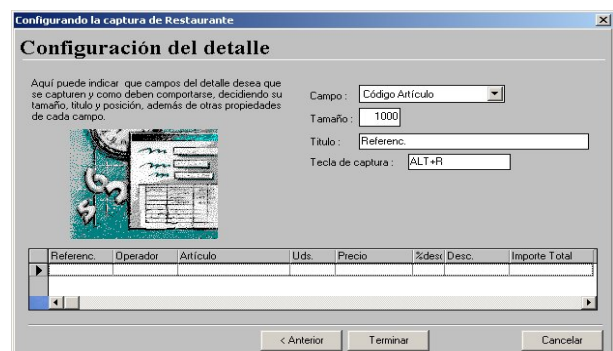 Configurando la captura de Restaurante
Configuración del detalle
Aquí puede indicar que campos del detalle desea que
se capturen y como deben comportarse, decidiendo su
tamaño, titulo y posición, además de otras propiedades
de cada campo.
Campo : Código Artículo
Tamaño : 1000
Titulo : Referenc.
Tecla de captura : ALT+R
Referenc. Operador Artículo Uds. Precio %desc Desc. Importe Total
< Anterior Terminar Cancelar